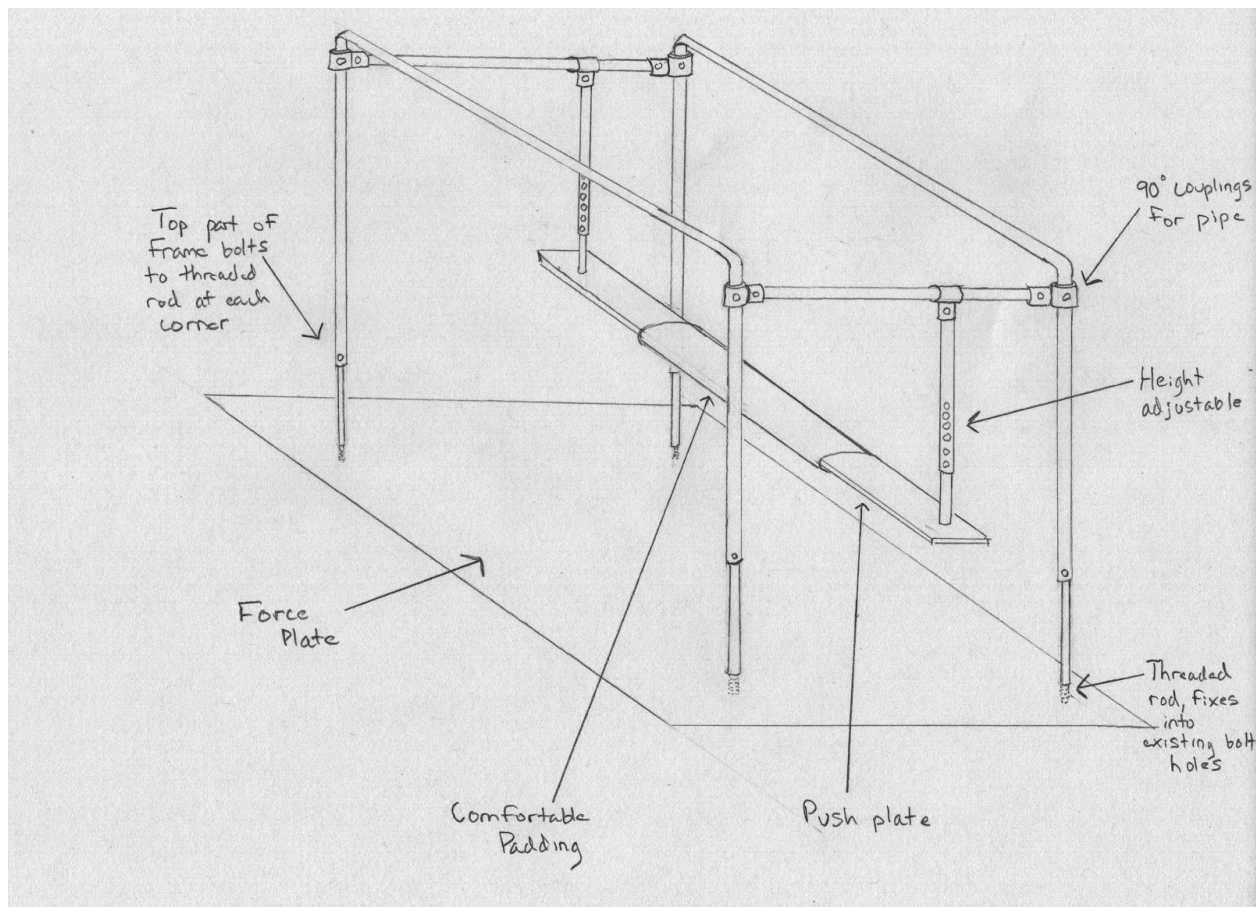 90° couplings
for pipe
Top part of
Frame bolts
to threaded
rod at each
corner
Height
adjustable
Force
Plate
Threaded
rod, fixes
into
existing bolt
holes
Comfortable
Padding
Push plate